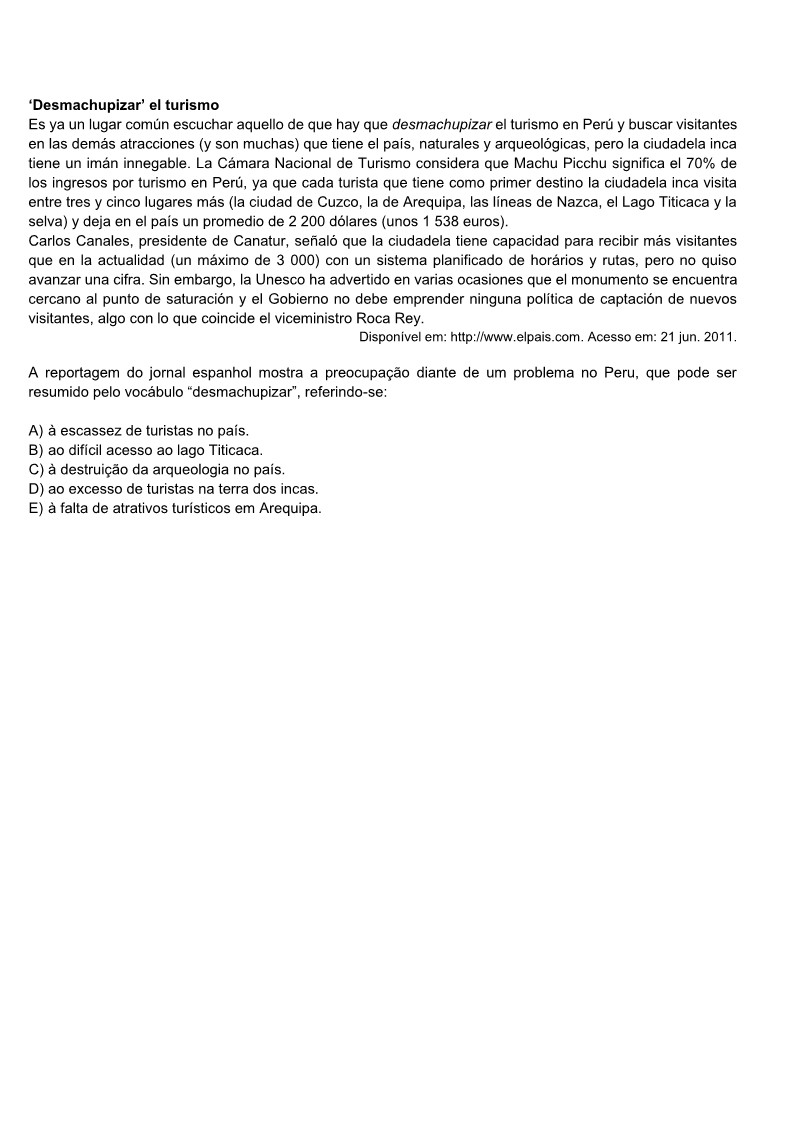 ‘Desmachupizar’ el turismo
Es ya un lugar común escuchar aquello de que hay que desmachupizar el turismo en Perú y buscar visitantes
en las demás atracciones (y son muchas) que tiene el país, naturales y arqueológicas, pero la ciudadela inca
tiene un imán innegable. La Cámara Nacional de Turismo considera que Machu Picchu significa el 70% de
los ingresos por turismo en Perú, ya que cada turista que tiene como primer destino la ciudadela inca visita
entre tres y cinco lugares más (la ciudad de Cuzco, la de Arequipa, las líneas de Nazca, el Lago Titicaca y la
selva) y deja en el país un promedio de 2 200 dólares (unos 1 538 euros).
Carlos Canales, presidente de Canatur, señaló que la ciudadela tiene capacidad para recibir más visitantes
que en la actualidad (un máximo de 3 000) con un sistema planificado de horários y rutas, pero no quiso
avanzar una cifra. Sin embargo, la Unesco ha advertido en varias ocasiones que el monumento se encuentra
cercano al punto de saturación y el Gobierno no debe emprender ninguna política de captación de nuevos
visitantes, algo con lo que coincide el viceministro Roca Rey.
Disponível em: http://www.elpais.com. Acesso em: 21 jun. 2011.
A reportagem do jornal espanhol mostra a preocupação diante de um problema no Peru, que pode ser
resumido pelo vocábulo “desmachupizar”, referindo-se:
A) à escassez de turistas no país.
B) ao difícil acesso ao lago Titicaca.
C) à destruição da arqueologia no país.
D) ao excesso de turistas na terra dos incas.
E) à falta de atrativos turísticos em Arequipa.